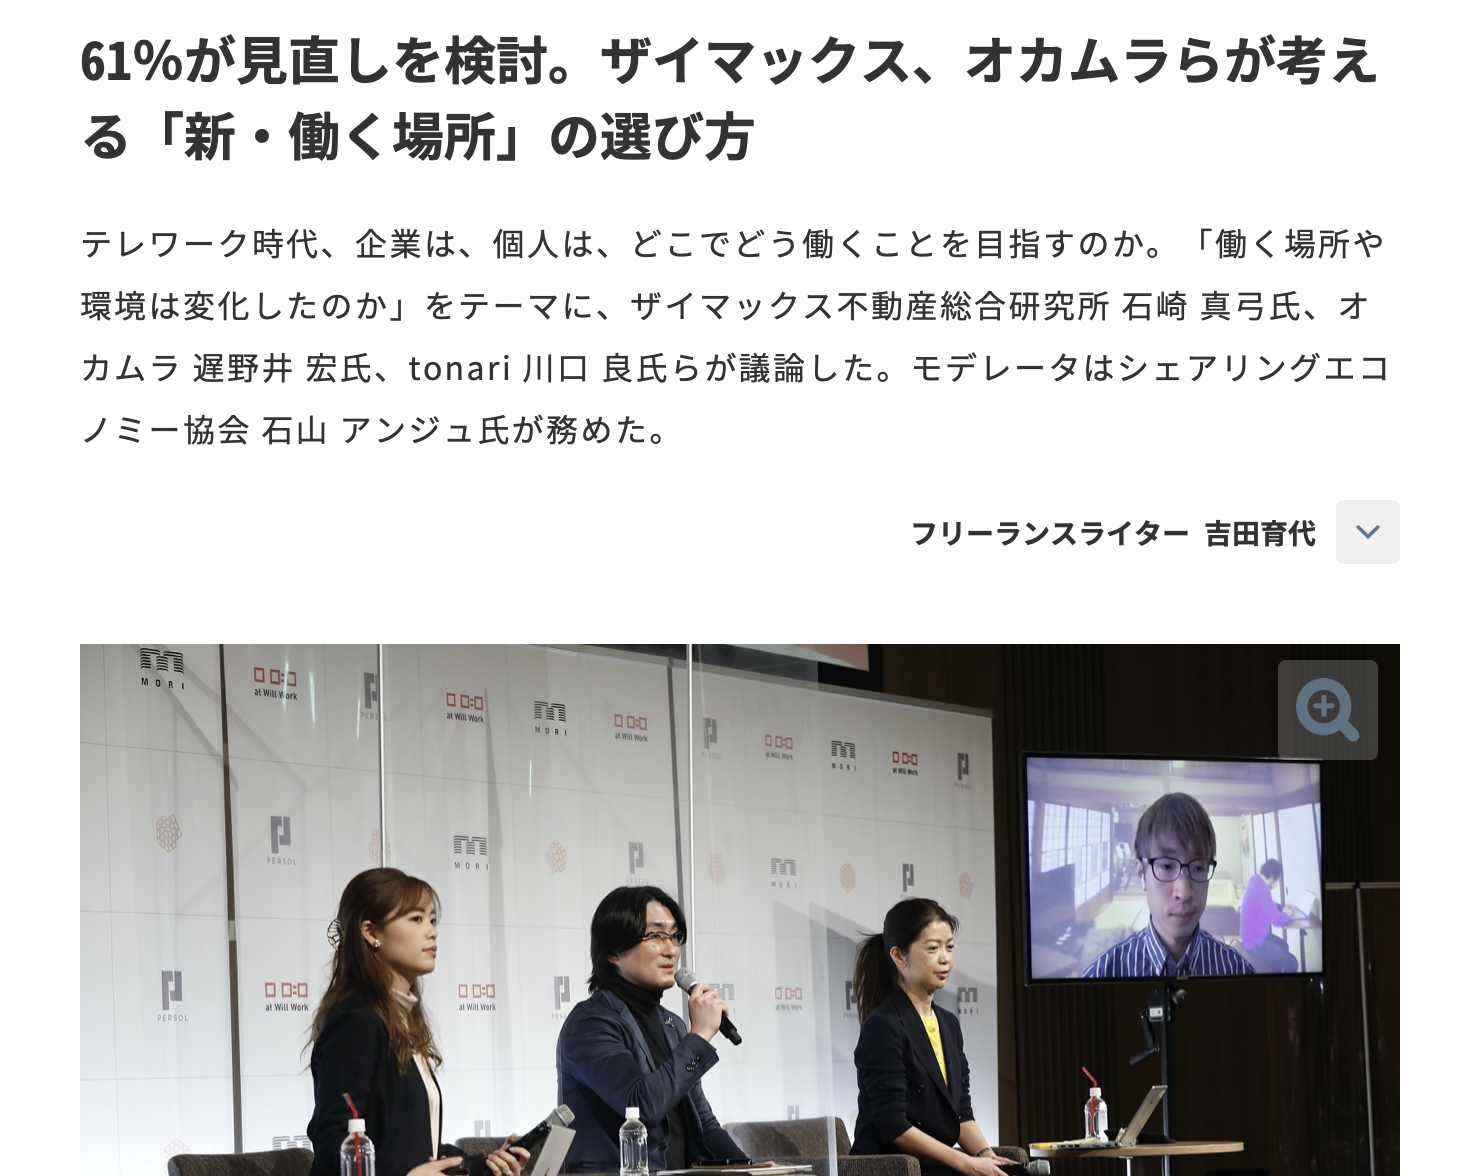 61%が見直しを検討。ザイマックス、オカムラらが考え
る「新・働く場所」の選び方
テレワーク時代、企業は、個人は、どこでどう働くことを目指すのか。「働く場所や
環境は変化したのか」をテーマに、ザイマックス不動産総合研究所 石崎 真弓氏、オ
カムラ 遅野井 宏氏、tonari 川口 良氏らが議論した。モデレータはシェアリングエコ
ノミー協会 石山 アンジュ氏が務めた。
フリーランスライター 吉田育代
MORI
at Will Work
PERSOL
at Will Work
MORI
at Will Work
PERSOL
at Will Work
MORI
at Will Work
PERSOL
PERSOL
MORI
PERSOL
MORI
PERSOL
at Will Work
at Will Work
at Will Work
MORI